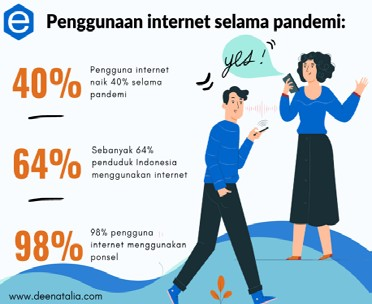 e
Penggunaan internet selama pandemi:
yes!
40%
Pengguna internet
naik 40% selama
pandemi
64%
Sebanyak 64%
penduduk Indonesia
menggunakan internet
98%
98% pengguna
internet menggunakan
ponsel
www.deenatalia.com